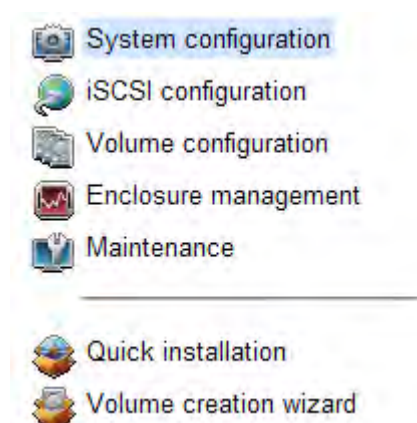 System configuration
iSCSI configuration
Volume configuration
Enclosure management
Maintenance
Quick installation
Volume creation wizard